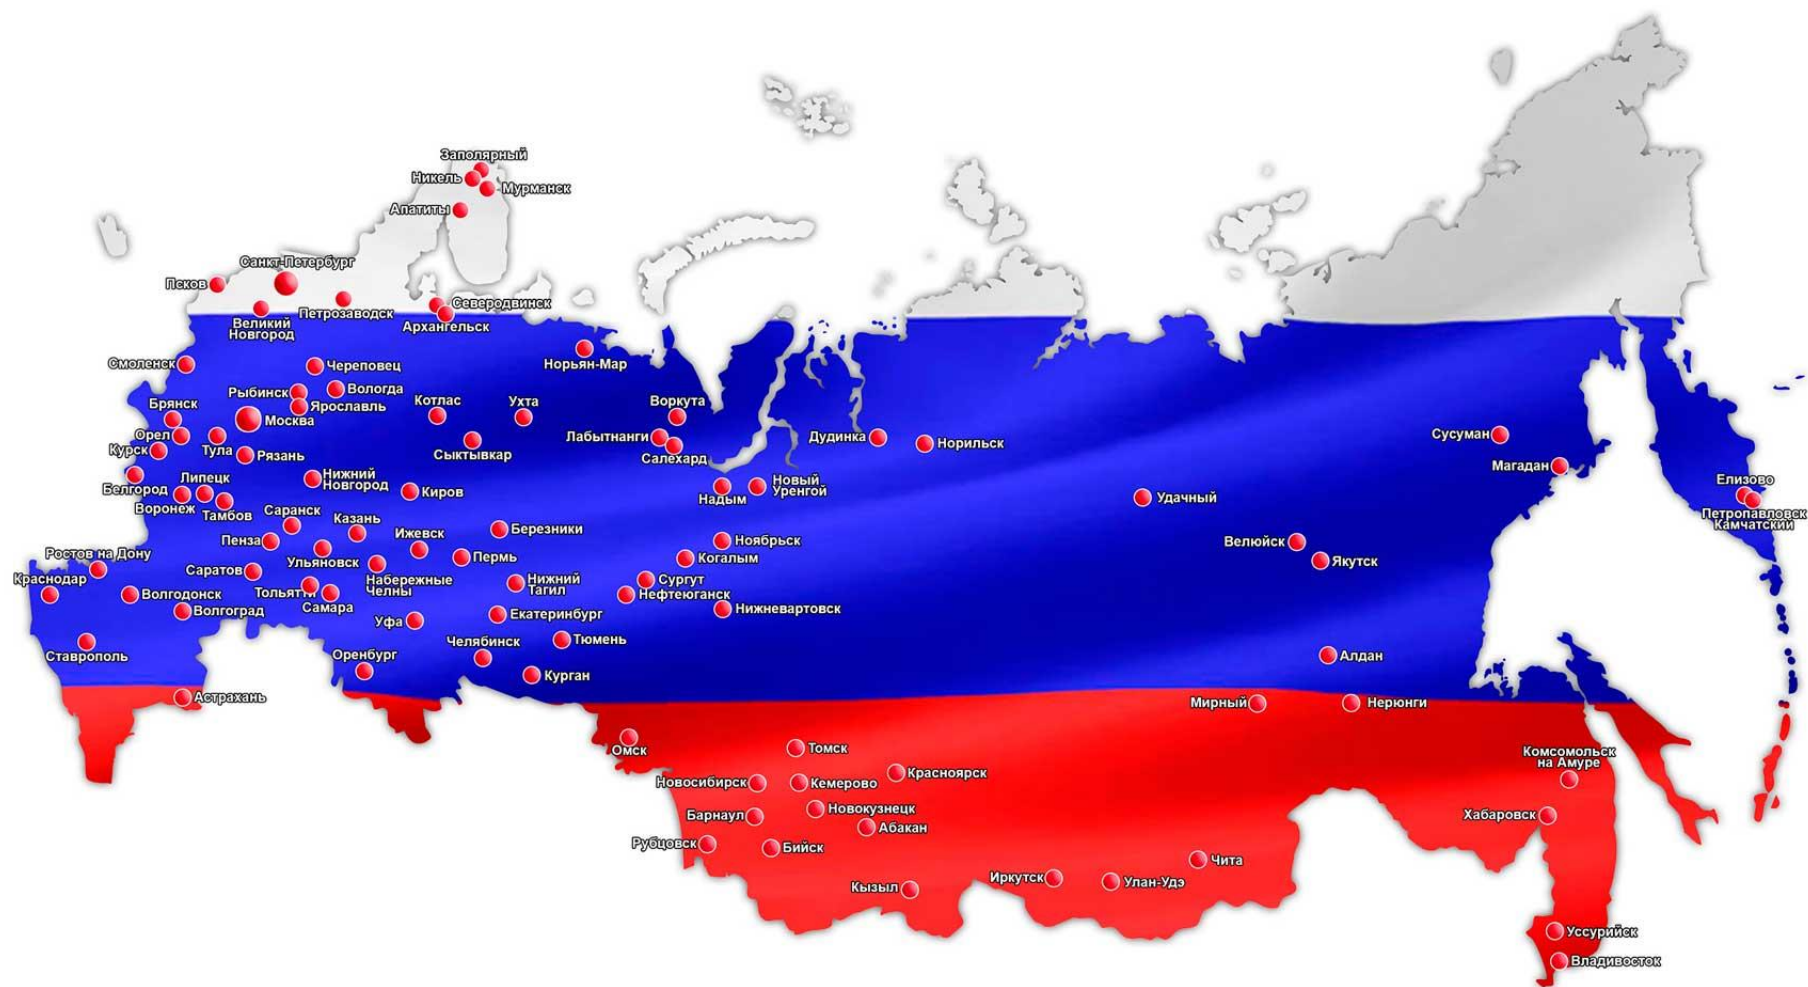 Заполярный
Никель
Мурманск
Апатиты
Санкт-Петербург
Псков
Северодвинск
Петрозаводск
Архангельск
Великий
Новгород
Смоленск
Череповец
Норьян-Мар
Рыбинск
Вологда
Брянск
Ярославль
Котлас
Ухта
Воркута
Москва
Орел
Лабытнанги
Дудинка
Норильск
Сусуман
Курск
Тула
Рязань
Сыктывкар
Салехард
Магадан
Белгород
Липецк
Нижний
Новгород
Киров
Надым
Новый
Уренгой
Удачный
Елизово
Воронеж
Тамбов
Петропавловск
Камчатский
Саранск
Казань
Ижевск
Березники
Ноябрьск
Велюйск
Пенза
Ростов на Дону
Ульяновск
Пермь
Когалым
Якутск
Краснодар
Саратов
Набережные
Челны
Нижний
Тагил
Сургут
Волгодонск
Тольятти
Самара
Нефтеюганск
Волгоград
Уфа
Екатеринбург
Нижневартовск
Ставрополь
Челябинск
Тюмень
Оренбург
Курган
Алдан
Астрахань
Мирный
Нерюнги
Омск
Томск
Комсомольск
на Амуре
Новосибирск
Кемерово
Красноярск
Барнаул
Новокузнецк
Хабаровск
Абакан
Рубцовск
Бийск
Чита
Кызыл
Иркутск
Улан-Удэ
Уссурийск
Владивосток